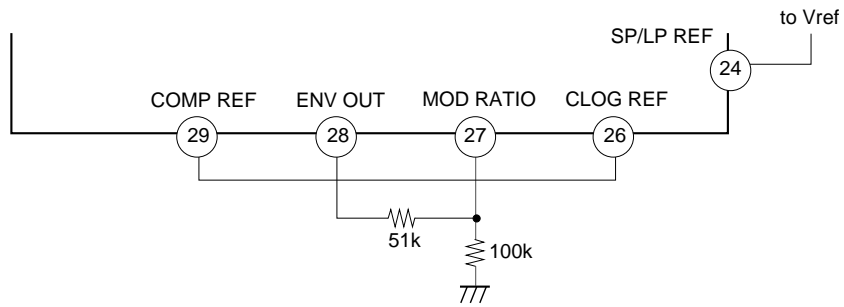 to Vref
SP/LP REF
24
COMP REF ENV OUT MOD RATIO CLOG REF
29 28 27 26
51k
100k